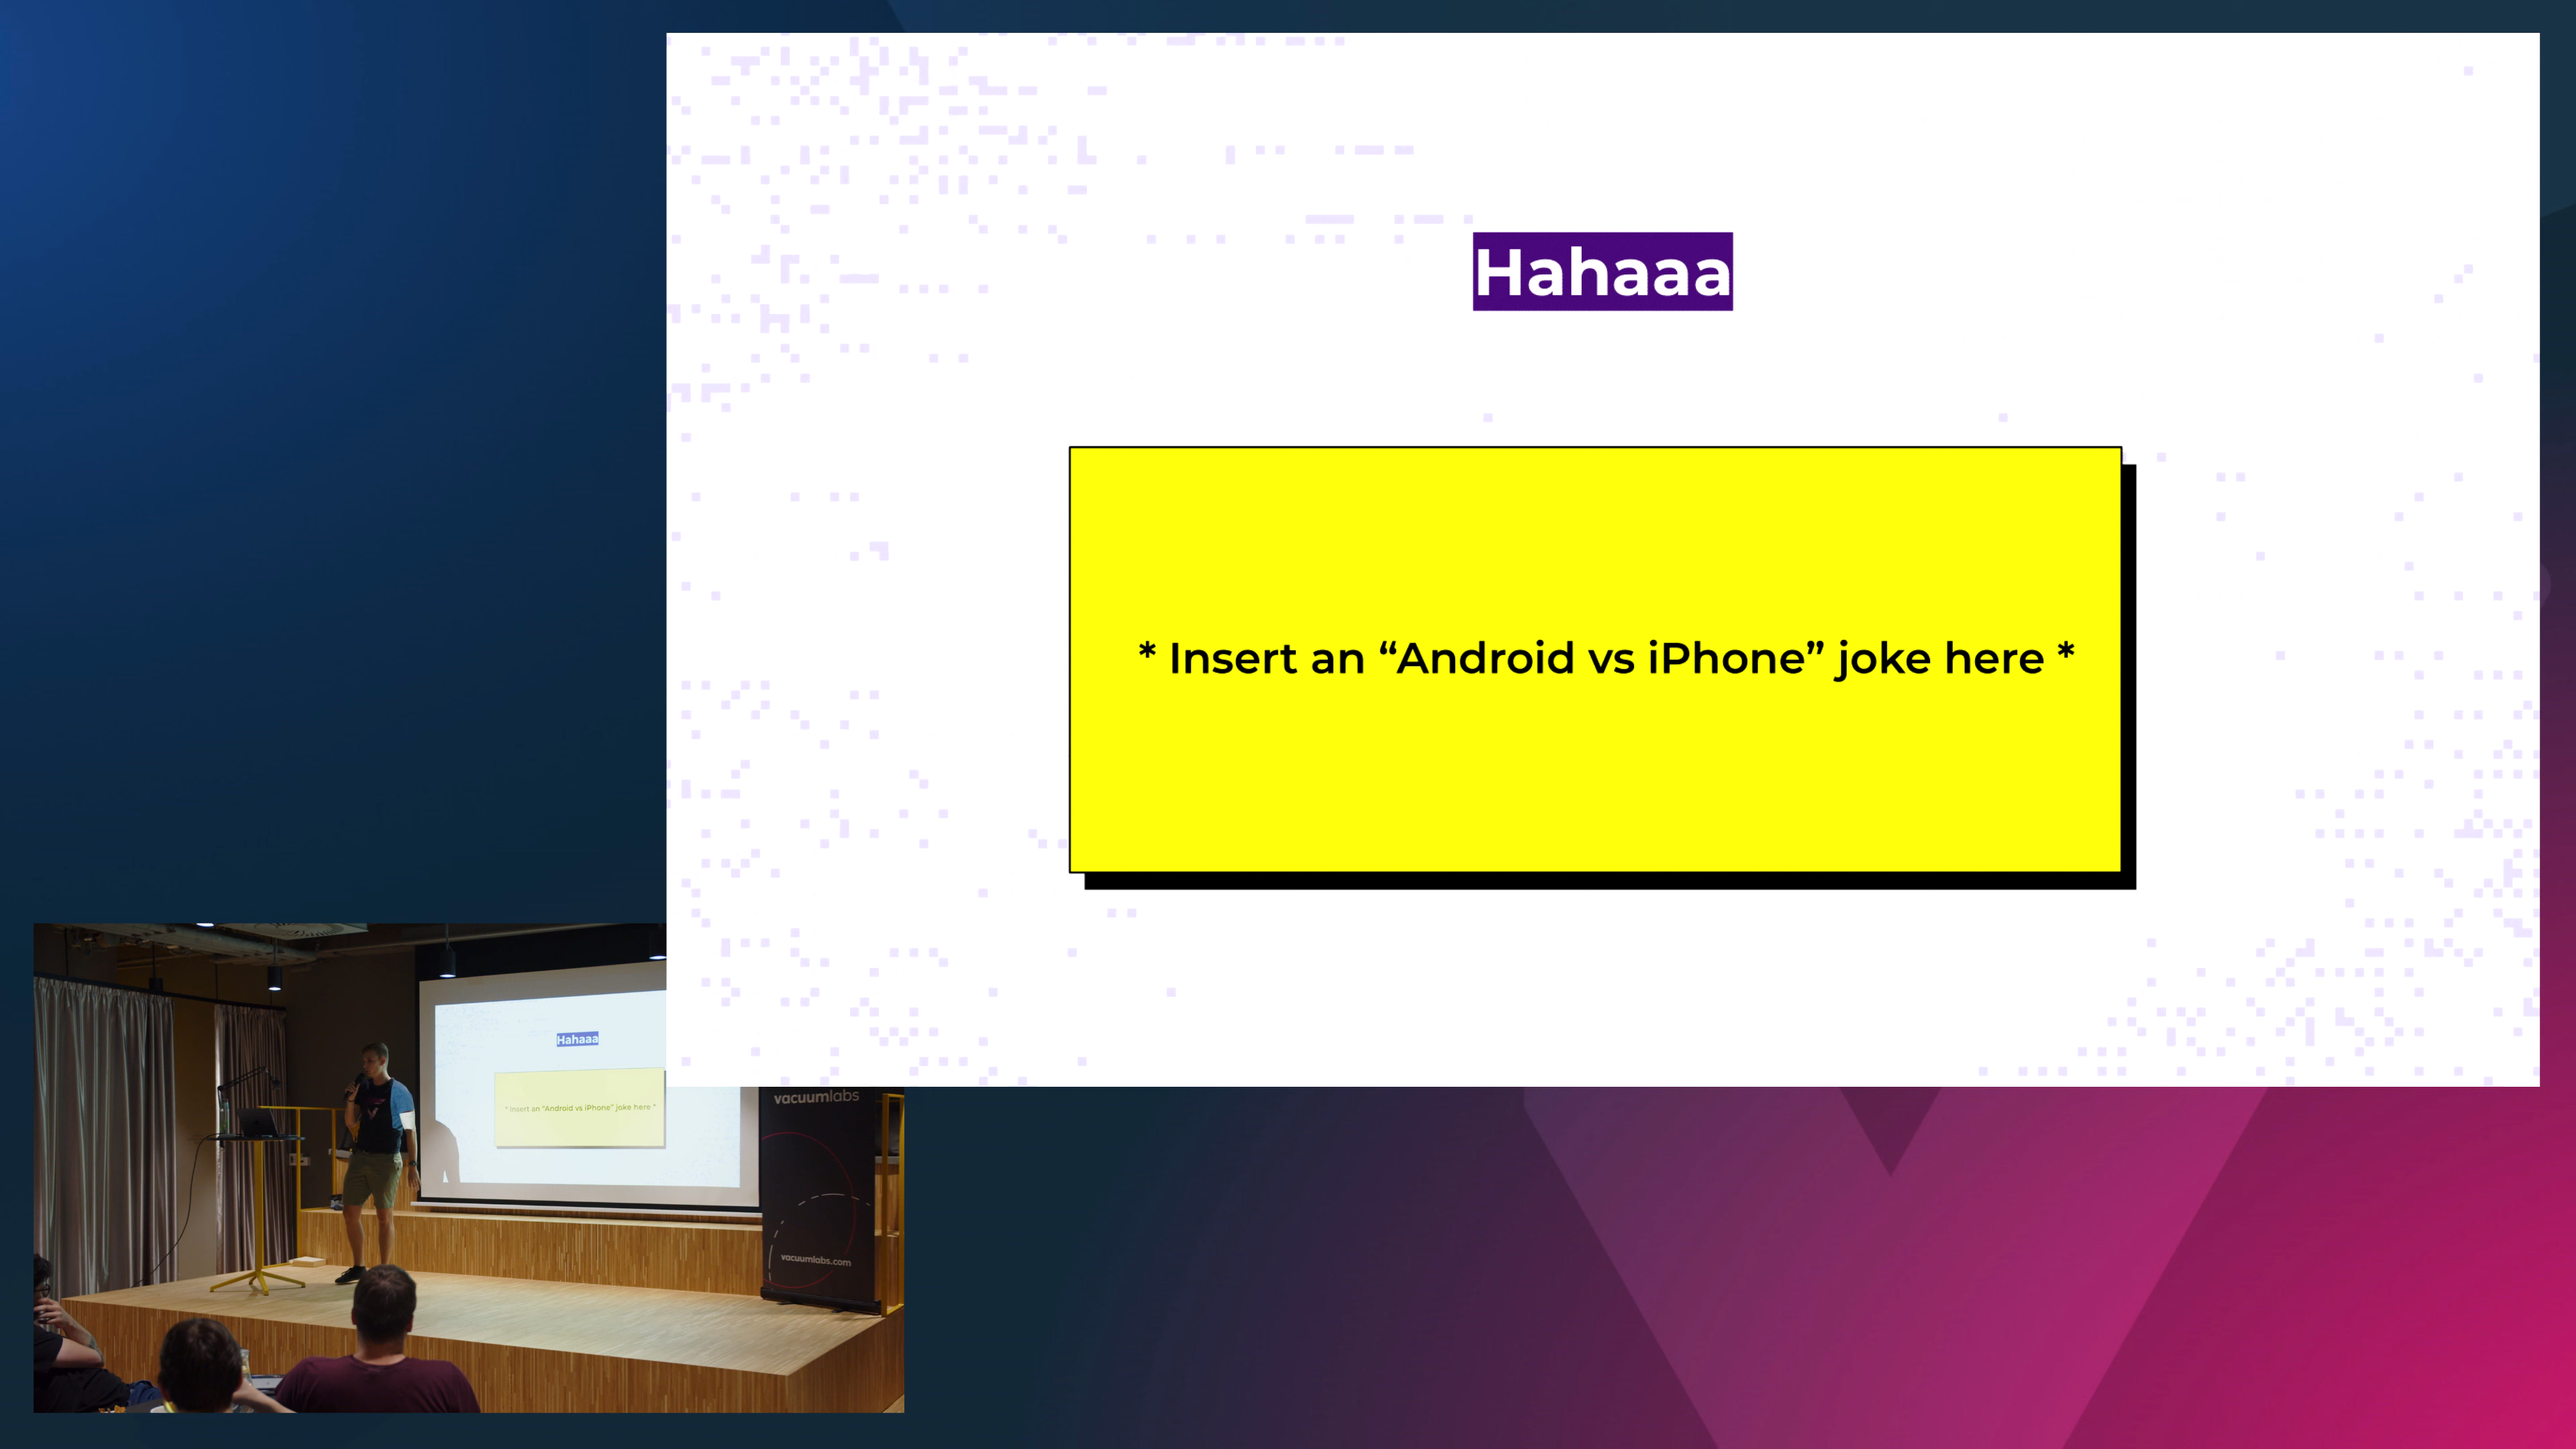 Hahaaa
* Insert an “Android vs iPhone” joke here *
Hahaaa
* Insert an “Android vs iPhone” joke here *
vacuumlabs
vacuumlabs.com